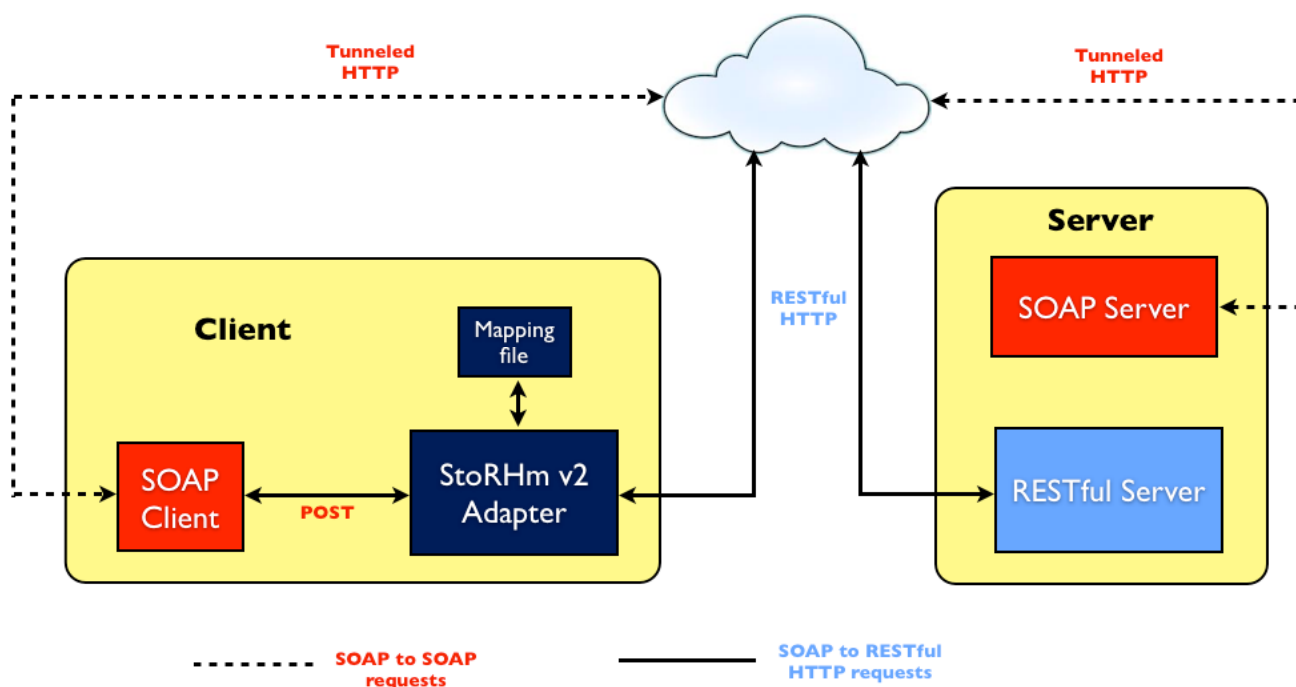 Tunneled
HTTP
Tunneled
HTTP
Server
SOAP Server
RESTful
HTTP
Client
Mapping
file
SOAP
Client
POST
StoRHm v2
Adapter
RESTful Server
SOAP to SOAP
requests
SOAP to RESTful
HTTP requests